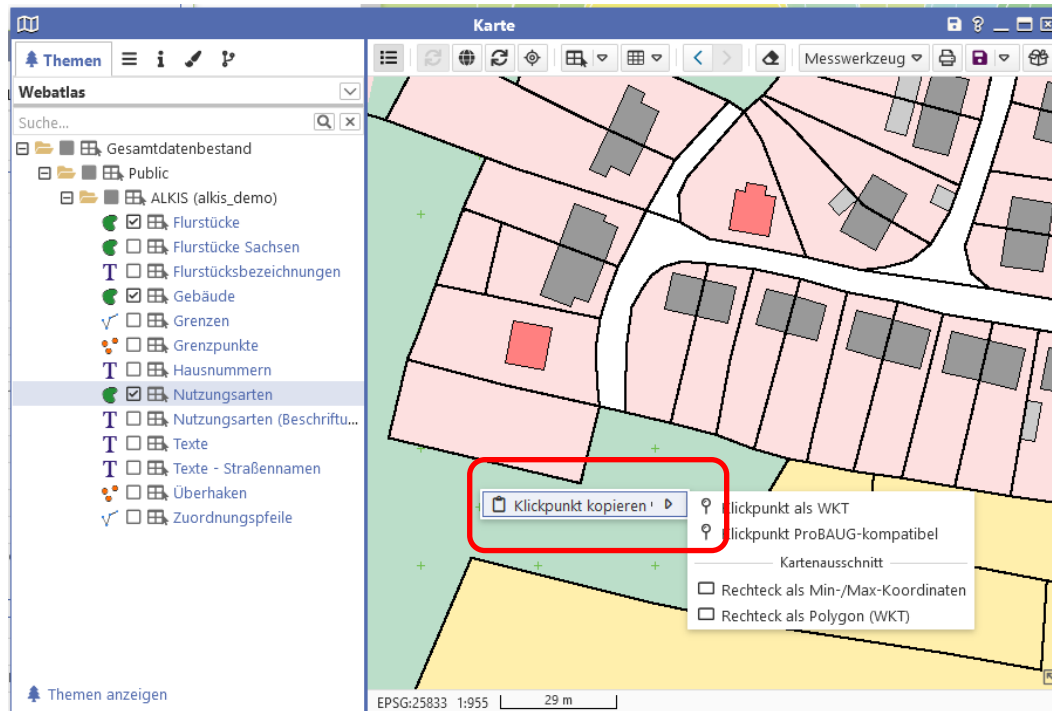 Karte
Themen
Messwerkzeug
Webatlas
Suche...
Gesamtdatenbestand
Public
ALKIS (alkis_demo)
Flurstücke
Flurstücke Sachsen
T Flurstücksbezeichnungen
Gebäude
Grenzen
Grenzpunkte
T Hausnummern
Nutzungsarten
T Nutzungsarten (Beschriftu...
T Texte
T Texte - Straßennamen
Überhaken
Zuordnungspfeile
Klickpunkt kopieren
Klickpunkt als WKT
Klickpunkt ProBAUG-kompatibel
Kartenausschnitt
Rechteck als Min-/Max-Koordinaten
Rechteck als Polygon (WKT)
Themen anzeigen
EPSG:25833 1:955 29 m